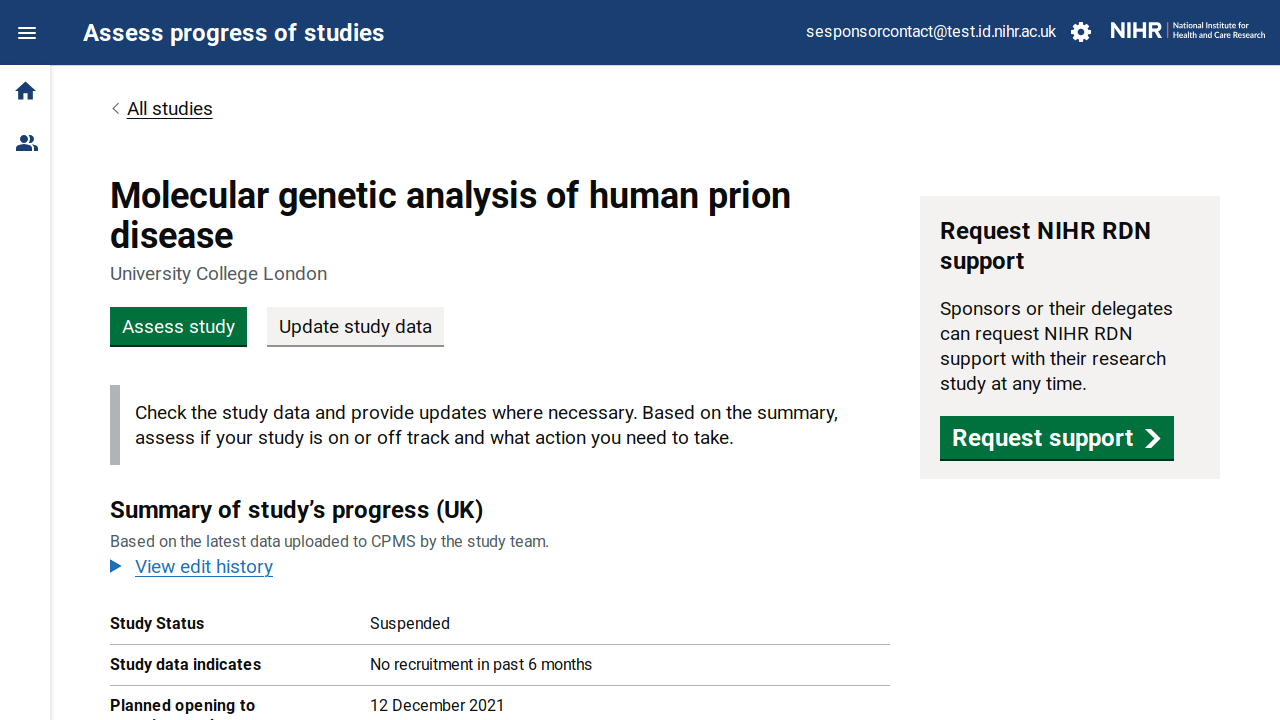 Assess progress of studies
sesponsorcontact@test.id.nihr.ac.uk
NIHR | National Institute for
Health and Care Research
All studies
Molecular genetic analysis of human prion
disease
University College London
Assess study
Update study data
Check the study data and provide updates where necessary. Based on the summary,
assess if your study is on or off track and what action you need to take.
Request NIHR RDN
support
Sponsors or their delegates
can request NIHR RDN
support with their research
study at any time.
Request support
Summary of study’s progress (UK)
Based on the latest data uploaded to CPMS by the study team.
View edit history
Study Status Suspended
Study data indicates No recruitment in past 6 months
Planned opening to 12 December 2021